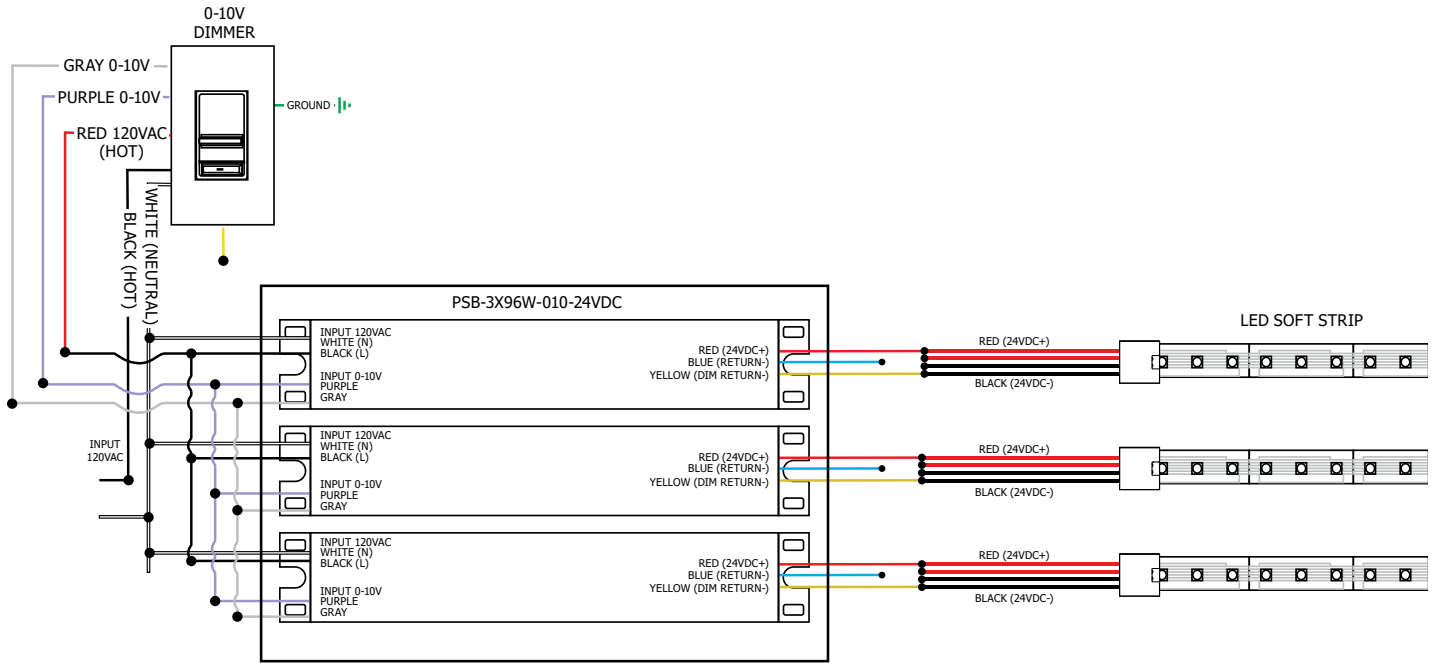 0-10V
DIMMER
GRAY 0-10V
PURPLE 0-10V
RED 120VAC
(HOT)
GROUND
WHITE (NEUTRAL)
BLACK (HOT)
INPUT
120VAC
PSB-3X96W-010-24VDC
INPUT 120VAC
WHITE (N)
BLACK (L)
INPUT 0-10V
PURPLE
GRAY
RED (24VDC+)
BLUE (RETURN-)
YELLOW (DIM RETURN-)
RED (24VDC+)
BLACK (24VDC-)
LED SOFT STRIP
INPUT 120VAC
WHITE (N)
BLACK (L)
INPUT 0-10V
PURPLE
GRAY
RED (24VDC+)
BLUE (RETURN-)
YELLOW (DIM RETURN-)
RED (24VDC+)
BLACK (24VDC-)
INPUT 120VAC
WHITE (N)
BLACK (L)
INPUT 0-10V
PURPLE
GRAY
RED (24VDC+)
BLUE (RETURN-)
YELLOW (DIM RETURN-)
RED (24VDC+)
BLACK (24VDC-)